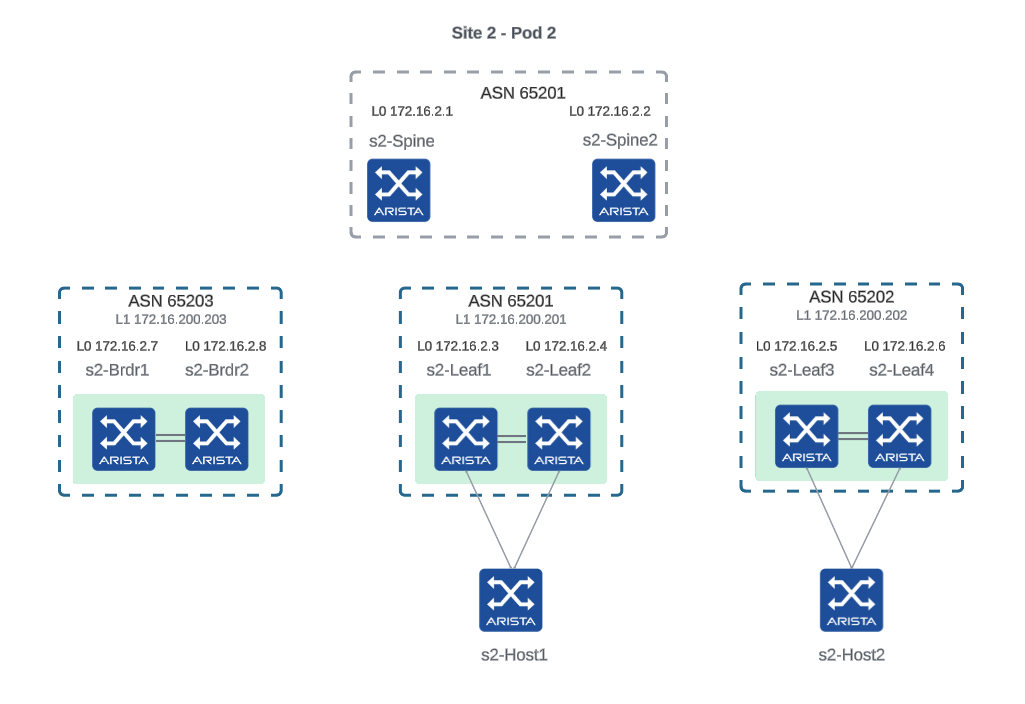 Site 2 - Pod 2
ASN 65201
L0 172.16.2.1
L0 172.16.2.2
s2-Spine
s2-Spine2
ARISTA
ARISTA
ASN 65203
L1 172.16.200.203
L0 172.16.2.7
L0 172.16.2.8
s2-Brdr1
s2-Brdr2
ARISTA
ARISTA
ASN 65201
L1 172.16.200.201
L0 172.16.2.3
L0 172.16.2.4
s2-Leaf1
s2-Leaf2
ARISTA
ARISTA
ASN 65202
L1 172.16.200.202
L0 172.16.2.5
L0 172.16.2.6
s2-Leaf3
s2-Leaf4
ARISTA
ARISTA
ARISTA
s2-Host1
ARISTA
s2-Host2